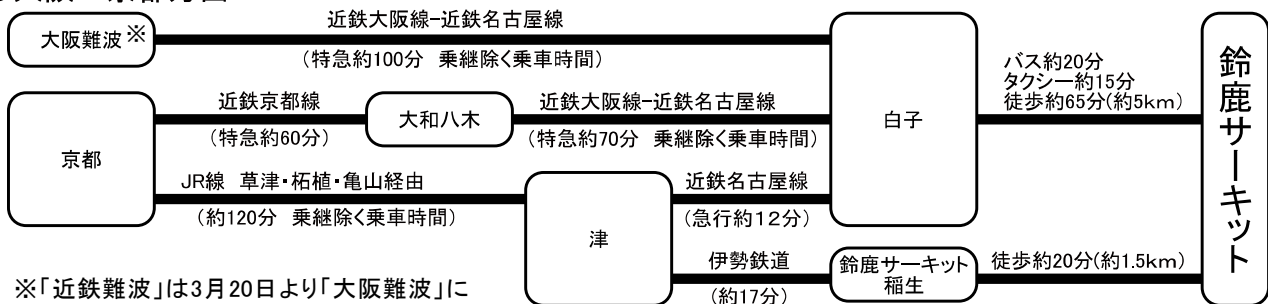 大阪難波※
近鉄大阪線−近鉄名古屋線
(特急約100分　乗継除く乗車時間)
京都
近鉄京都線
(特急約60分)
大和八木
近鉄大阪線−近鉄名古屋線
(特急約70分　乗継除く乗車時間)
白子
バス約20分
タクシー約15分
徒歩約65分(約5km)
鈴鹿サーキット
JR線　草津・柘植・亀山経由
(約120分　乗継除く乗車時間)
津
近鉄名古屋線
(急行約12分)
伊勢鉄道
(約17分)
鈴鹿サーキット
稲生
徒歩約20分(約1.5km)
※「近鉄難波」は3月20日より「大阪難波」に